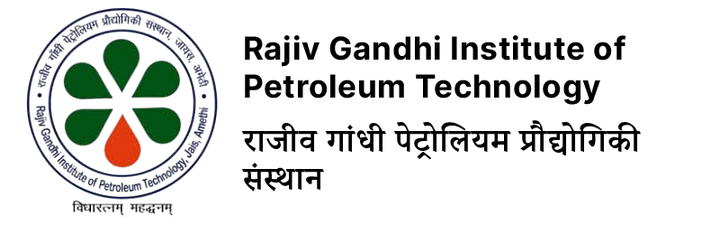 राजीव गाँधी पेट्रोलियम प्रौद्योगिकी संस्थान, जायस, अमेठी
Rajiv Gandhi Institute of Petroleum Technology, Jais, Amethi
विद्यारत्नम् महद्धनम्
Rajiv Gandhi Institute of
Petroleum Technology
राजीव गांधी पेट्रोलियम प्रौद्योगिकी
संस्थान